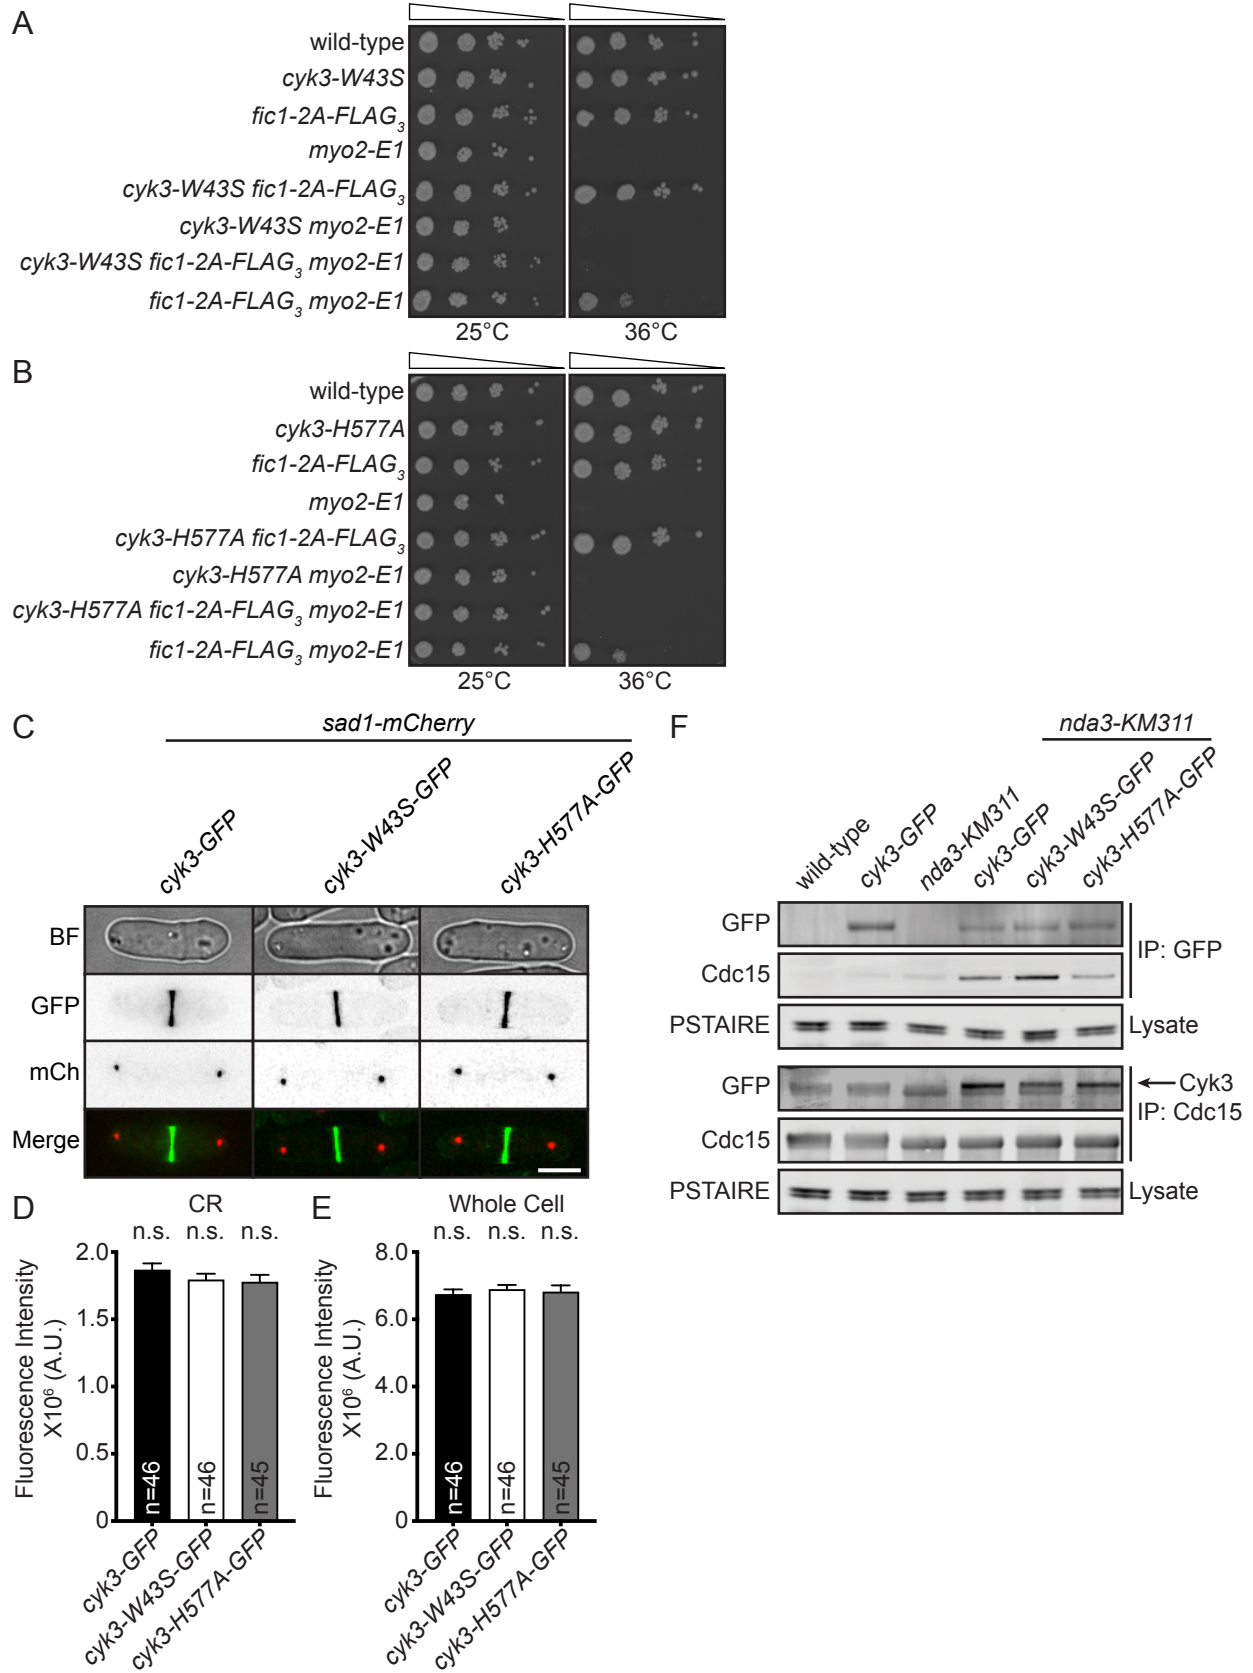 A
wild-type
cyk3-W43S
fic1-2A-FLAG3
myo2-E1
cyk3-W43S fic1-2A-FLAG3
cyk3-W43S myo2-E1
cyk3-W43S fic1-2A-FLAG3 myo2-E1
fic1-2A-FLAG3 myo2-E1
25°C 36°C
B
wild-type
cyk3-H577A
fic1-2A-FLAG3
myo2-E1
cyk3-H577A fic1-2A-FLAG3
cyk3-H577A myo2-E1
cyk3-H577A fic1-2A-FLAG3 myo2-E1
fic1-2A-FLAG3 myo2-E1
25°C 36°C
C
sad1-mCherry
cyk3-GFP
cyk3-W43S-GFP
cyk3-H577A-GFP
BF
GFP
mCh
Merge
D
CR
n.s. n.s. n.s.
Fluorescence Intensity
X10⁶ (A.U.)
2.0
1.5
1.0
0.5
0
n=46
n=46
n=45
cyk3-GFP
cyk3-W43S-GFP
cyk3-H577A-GFP
E
Whole Cell
n.s. n.s. n.s.
Fluorescence Intensity
X10⁶ (A.U.)
8.0
6.0
4.0
2.0
0
n=46
n=46
n=45
cyk3-GFP
cyk3-W43S-GFP
cyk3-H577A-GFP
F
nda3-KM311
wild-type
cyk3-GFP
nda3-KM311
cyk3-GFP
cyk3-W43S-GFP
cyk3-H577A-GFP
GFP
Cdc15
IP: GFP
PSTAIRE
Lysate
GFP
Cyk3
IP: Cdc15
Cdc15
PSTAIRE
Lysate